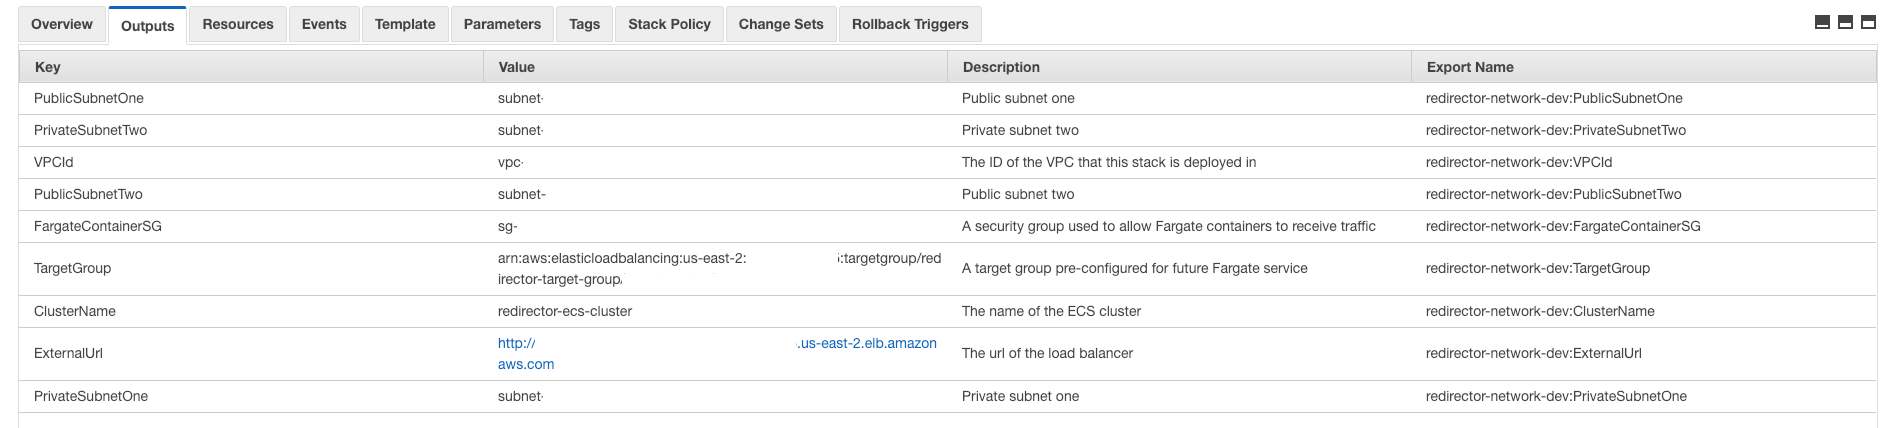 Overview Outputs Resources Events Template Parameters Tags Stack Policy Change Sets Rollback Triggers
Key Value Description Export Name
PublicSubnetOne subnet- Public subnet one redirector-network-dev:PublicSubnetOne
PrivateSubnetTwo subnet- Private subnet two redirector-network-dev:PrivateSubnetTwo
VPCId vpc- The ID of the VPC that this stack is deployed in redirector-network-dev:VPCId
PublicSubnetTwo subnet- Public subnet two redirector-network-dev:PublicSubnetTwo
FargateContainerSG sg- A security group used to allow Fargate containers to receive traffic redirector-network-dev:FargateContainerSG
arn:aws:elasticloadbalancing:us-east-2: :targetgroup/red
TargetGroup A target group pre-configured for future Fargate service redirector-network-dev:TargetGroup
irector-target-group/
ClusterName redirector-ecs-cluster The name of the ECS cluster redirector-network-dev:ClusterName
http:// .us-east-2.elb.amazon
ExternalUrl The url of the load balancer redirector-network-dev:ExternalUrl
aws.com
PrivateSubnetOne subnet- Private subnet one redirector-network-dev:PrivateSubnetOne